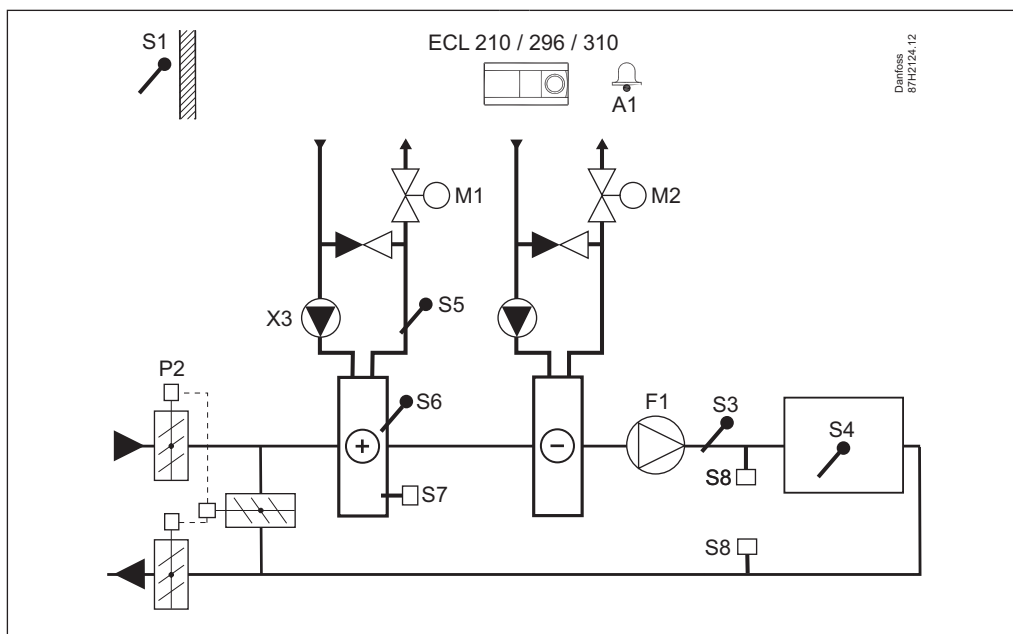 S1
ECL 210 / 296 / 310
A1
Danfoss
87H2124.12
M1
M2
X3
S5
P2
S6
F1
S3
S4
+
−
S7
S8
S8